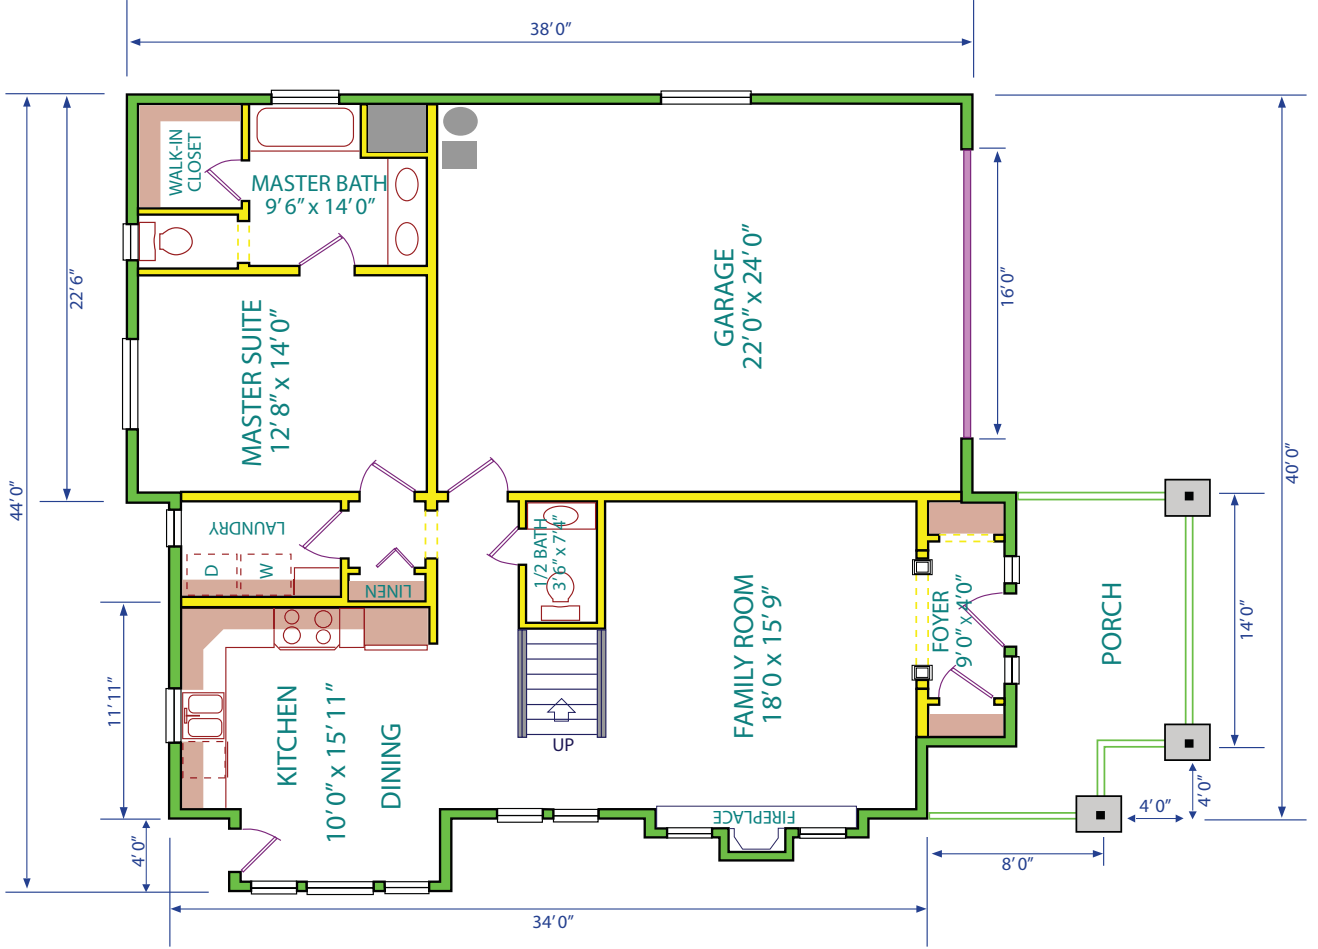 38'0"
WALK-IN
CLOSET
MASTER BATH
9'6" x 14'0"
22'6"
44'0"
MASTER SUITE
12'8" x 14'0"
GARAGE
22'0" x 24'0"
16'0"
40'0"
LAUNDRY
D
W
LINEN
1/2 BATH
3'6" x 7'4"
FAMILY ROOM
18'0 x 15'9"
FOYER
9'0" x 4'0"
PORCH
14'0"
11'11"
KITCHEN
10'0" x 15'11"
DINING
UP
FIREPLACE
4'0"
4'0"
4'0"
8'0"
34'0"